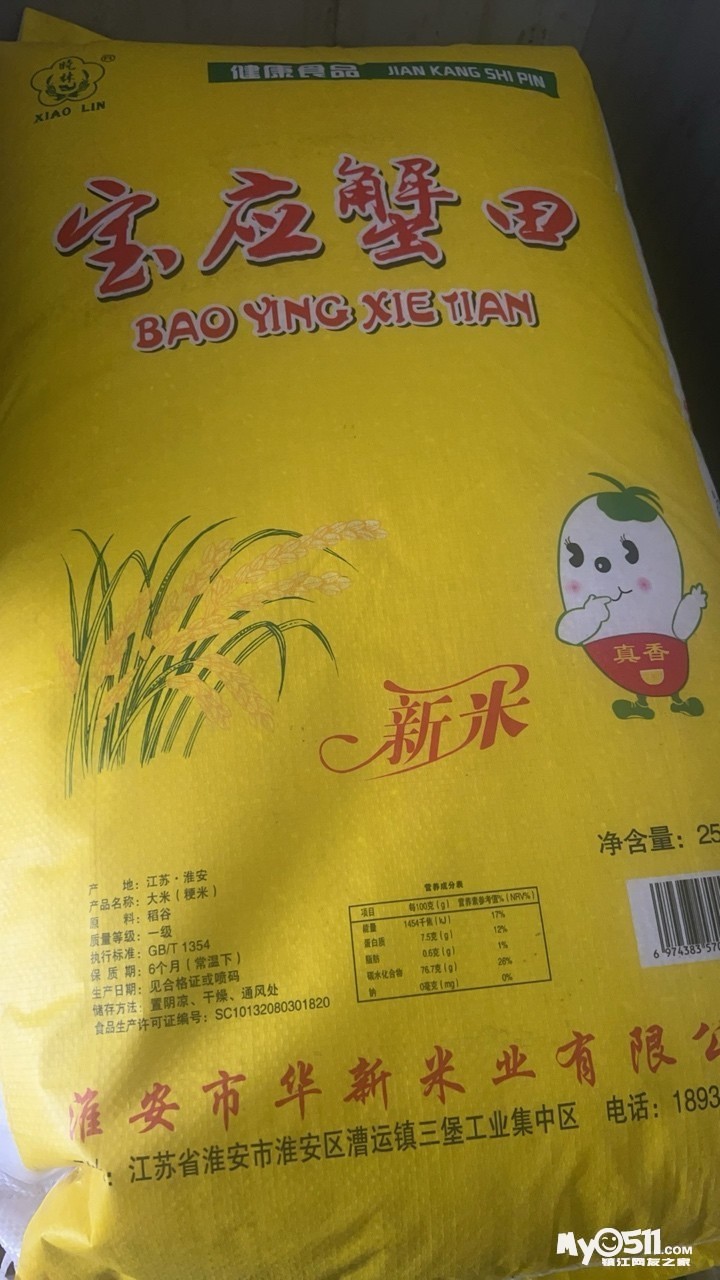 晓林
®
XIAO LIN
健康食品 JIAN KANG SHI PIN
宝应蟹田
BAO YING XIE TIAN
真香
新米
净含量：25
产 地：江苏·淮安
产品名称：大米（粳米）
原 料：稻谷
质量等级：一级
执行标准：GB/T 1354
保 质 期：6个月（常温下）
生产日期：见合格证或喷码
储存方法：置阴凉、干燥、通风处
食品生产许可证编号：SC10132080301820
营养成分表
项目 每100克（g） 营养素参考值%（NRV%）
能量 1454千焦（kJ） 17%
蛋白质 7.5克（g） 12%
脂肪 0.6克（g） 1%
碳水化合物 76.7克（g） 26%
钠 0毫克（mg） 0%
6 974383 570
淮安市华新米业有限公
：江苏省淮安市淮安区漕运镇三堡工业集中区 电话：1893
My0511.COM
镇江网友之家